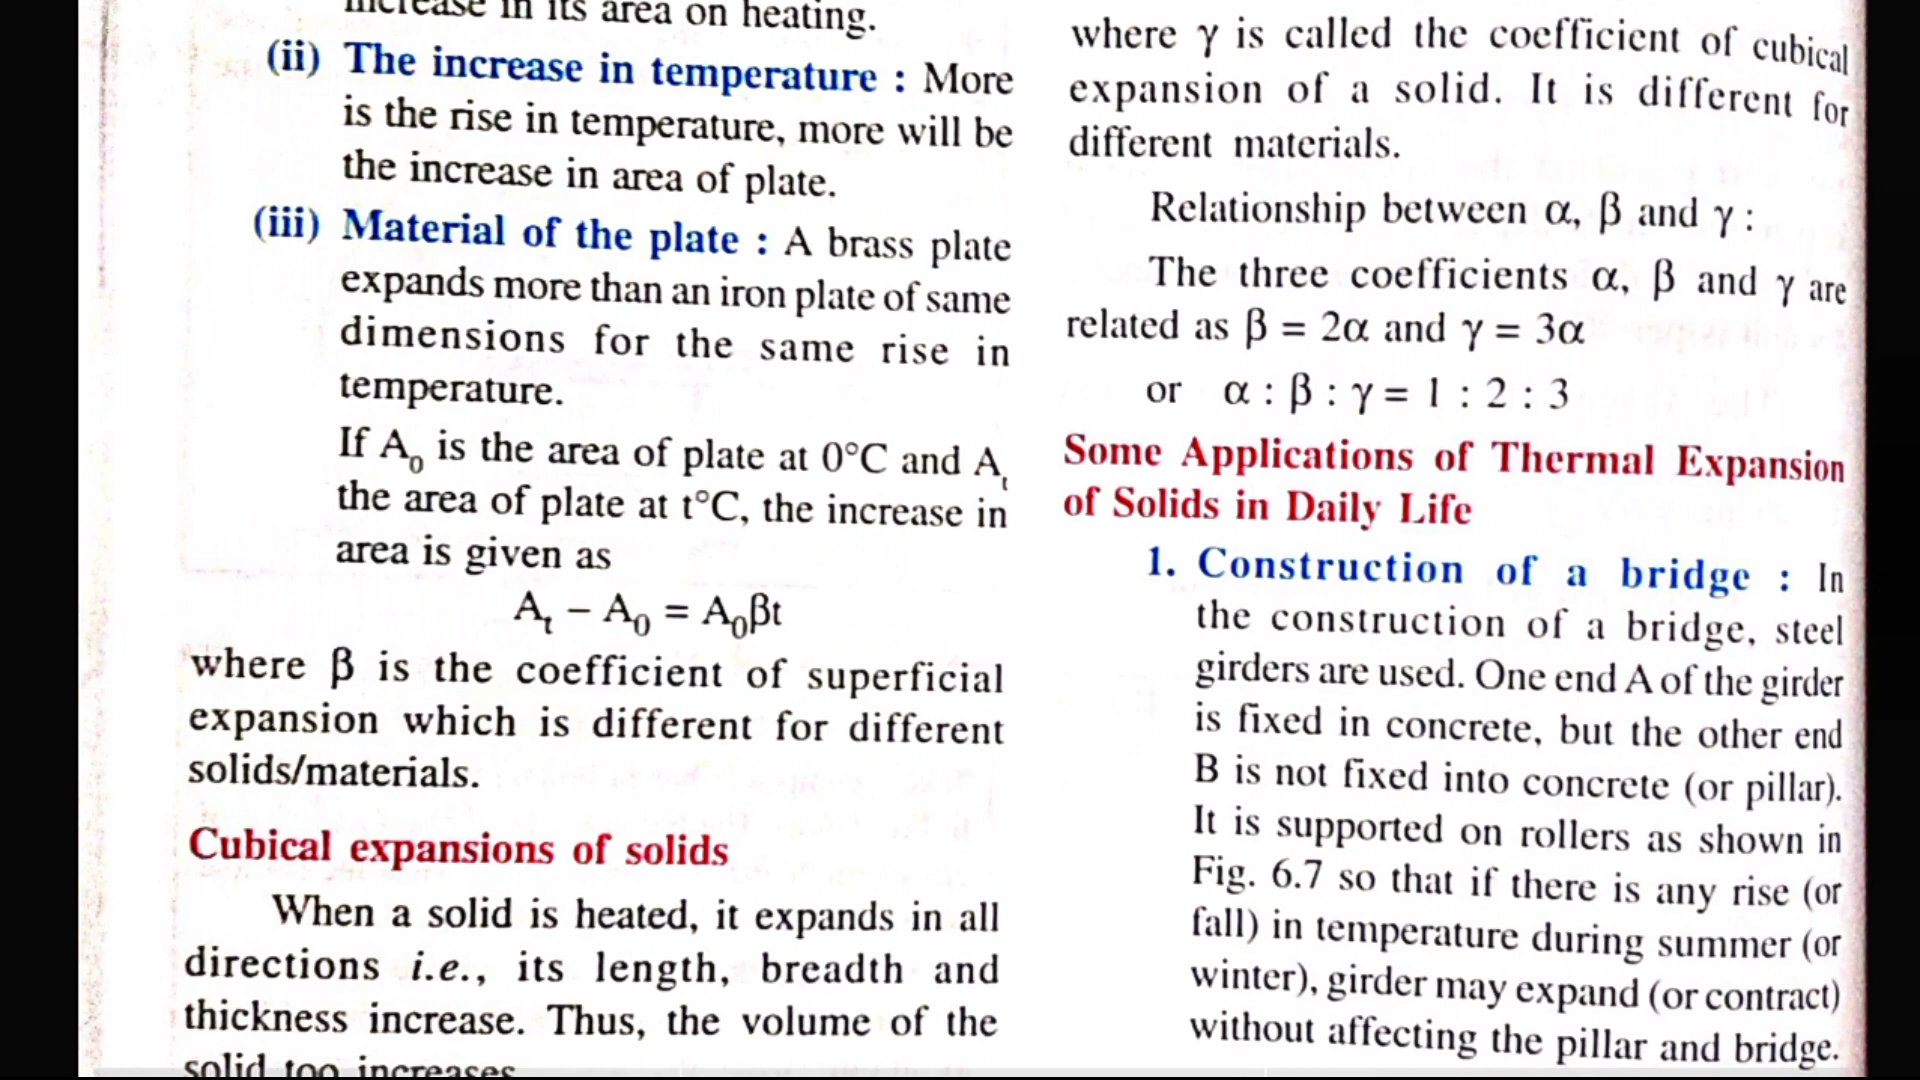 increase in its area on heating.
(ii) The increase in temperature : More
is the rise in temperature, more will be
the increase in area of plate.
(iii) Material of the plate : A brass plate
expands more than an iron plate of same
dimensions for the same rise in
temperature.
If A₀ is the area of plate at 0°C and Aₜ
the area of plate at t°C, the increase in
area is given as
Aₜ – A₀ = A₀βt
where β is the coefficient of superficial
expansion which is different for different
solids/materials.
Cubical expansions of solids
When a solid is heated, it expands in all
directions i.e., its length, breadth and
thickness increase. Thus, the volume of the
solid too increases
where γ is called the coefficient of cubical
expansion of a solid. It is different for
different materials.
Relationship between α, β and γ :
The three coefficients α, β and γ are
related as β = 2α and γ = 3α
or α : β : γ = 1 : 2 : 3
Some Applications of Thermal Expansion
of Solids in Daily Life
1. Construction of a bridge : In
the construction of a bridge, steel
girders are used. One end A of the girder
is fixed in concrete, but the other end
B is not fixed into concrete (or pillar).
It is supported on rollers as shown in
Fig. 6.7 so that if there is any rise (or
fall) in temperature during summer (or
winter), girder may expand (or contract)
without affecting the pillar and bridge.